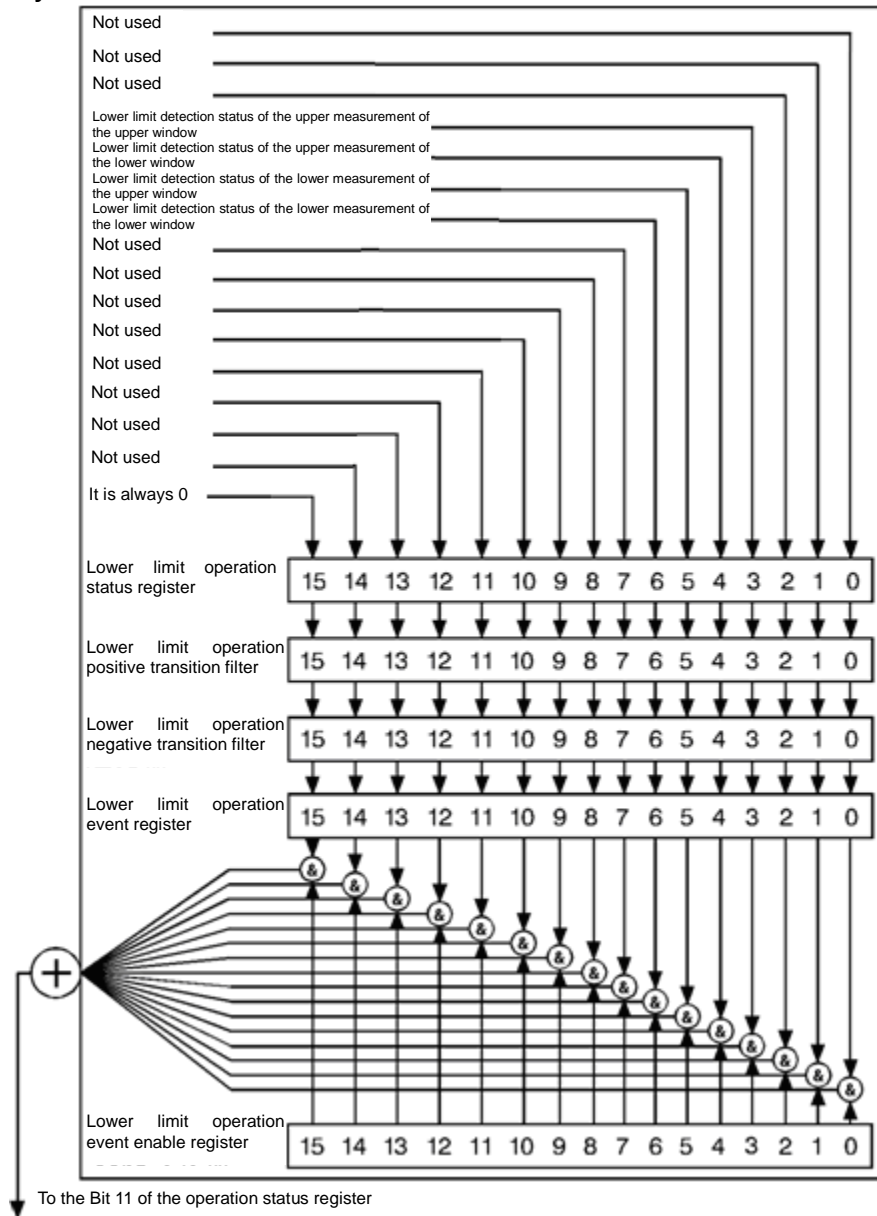 Not used
Not used
Not used
Lower limit detection status of the upper measurement of
the upper window
Lower limit detection status of the upper measurement of
the lower window
Lower limit detection status of the lower measurement of
the upper window
Lower limit detection status of the lower measurement of
the lower window
Not used
Not used
Not used
Not used
Not used
Not used
Not used
Not used
It is always 0
Lower limit operation
status register
15 14 13 12 11 10 9 8 7 6 5 4 3 2 1 0
Lower limit operation
positive transition filter
15 14 13 12 11 10 9 8 7 6 5 4 3 2 1 0
Lower limit operation
negative transition filter
15 14 13 12 11 10 9 8 7 6 5 4 3 2 1 0
Lower limit operation
event register
15 14 13 12 11 10 9 8 7 6 5 4 3 2 1 0
& & & & & & & & & & & & & & & &
+
Lower limit operation
event enable register
15 14 13 12 11 10 9 8 7 6 5 4 3 2 1 0
To the Bit 11 of the operation status register